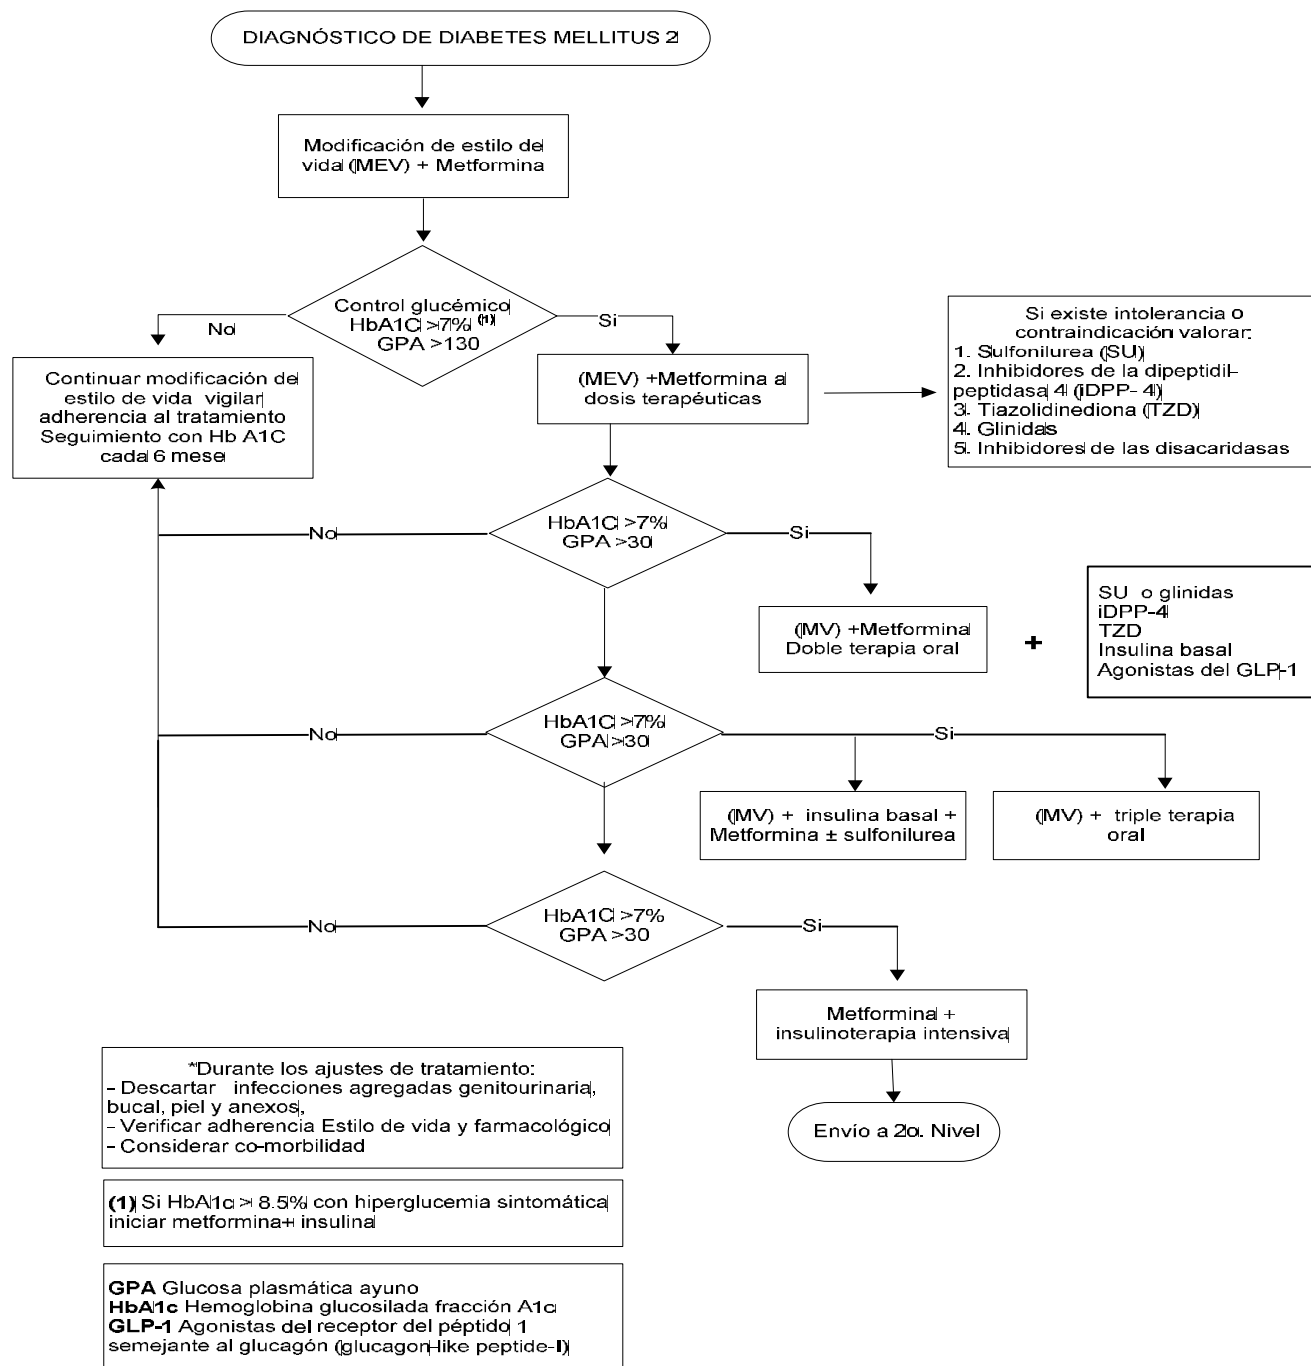 DIAGNÓSTICO DE DIABETES MELLITUS 2
Modificación de estilo de
vida (MEV) + Metformina
Control glucémico
HbA1C >7% (1)
GPA >130
No
Si
Continuar modificación de
estilo de vida vigilar
adherencia al tratamiento
Seguimiento con Hb A1C
cada 6 mese
(MEV) +Metformina a
dosis terapéuticas
Si existe intolerancia o
contraindicación valorar:
1. Sulfonilurea (SU)
2. Inhibidores de la dipeptidil-
peptidasa 4 (iDPP- 4)
3. Tiazolidinediona (TZD)
4. Glinidas
5. Inhibidores de las disacaridasas
HbA1C >7%
GPA >30
No
Si
(MV) +Metformina
Doble terapia oral
+
SU o glinidas
iDPP-4
TZD
Insulina basal
Agonistas del GLP-1
HbA1C >7%
GPA >30
No
Si
(MV) + insulina basal +
Metformina ± sulfonilurea
(MV) + triple terapia
oral
HbA1C >7%
GPA >30
No
Si
Metformina +
insulinoterapia intensiva
Envío a 2o. Nivel
*Durante los ajustes de tratamiento:
- Descartar infecciones agregadas genitourinaria,
bucal, piel y anexos,
- Verificar adherencia Estilo de vida y farmacológico
- Considerar co-morbilidad
(1) Si HbA1c > 8.5% con hiperglucemia sintomática
iniciar metformina+ insulina
GPA Glucosa plasmática ayuno
HbA1c Hemoglobina glucosilada fracción A1c
GLP-1 Agonistas del receptor del péptido 1
semejante al glucagón (glucagon-like peptide-I)